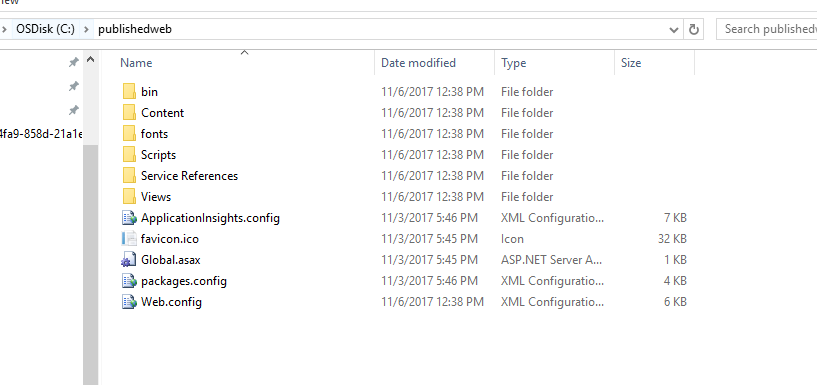 OSDisk (C:) publishedweb Search published
Name Date modified Type Size
bin 11/6/2017 12:38 PM File folder
Content 11/6/2017 12:38 PM File folder
fonts 11/6/2017 12:38 PM File folder
4fa9-858d-21a1e
Scripts 11/6/2017 12:38 PM File folder
Service References 11/6/2017 12:38 PM File folder
Views 11/6/2017 12:38 PM File folder
ApplicationInsights.config 11/3/2017 5:46 PM XML Configuratio... 7 KB
favicon.ico 11/3/2017 5:45 PM Icon 32 KB
Global.asax 11/3/2017 5:45 PM ASP.NET Server A... 1 KB
packages.config 11/3/2017 5:46 PM XML Configuratio... 4 KB
Web.config 11/6/2017 12:38 PM XML Configuratio... 6 KB